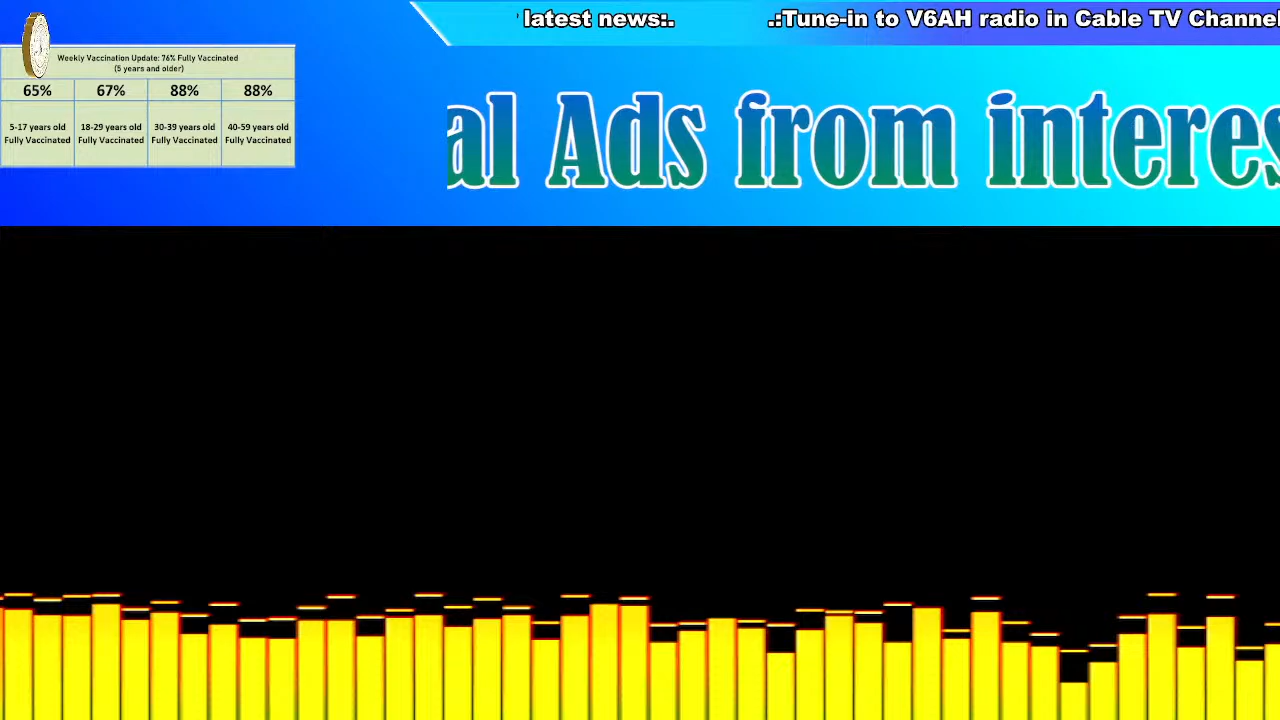 latest news:.
.:Tune-in to V6AH radio in Cable TV Channel
Weekly Vaccination Update: 76% Fully Vaccinated
(5 years and older)
65% 67% 88% 88%
5-17 years old 18-29 years old 30-39 years old 40-59 years old
Fully Vaccinated Fully Vaccinated Fully Vaccinated Fully Vaccinated
al Ads from interes